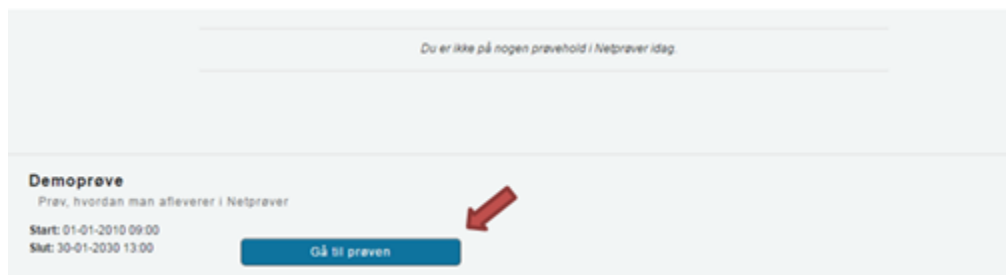 Du er ikke på nogen prøvehold i Netprøver idag.
Demoprøve
Prøv, hvordan man afleverer i Netprøver
Start: 01-01-2010 09:00
Slut: 30-01-2030 13:00
Gå til prøven